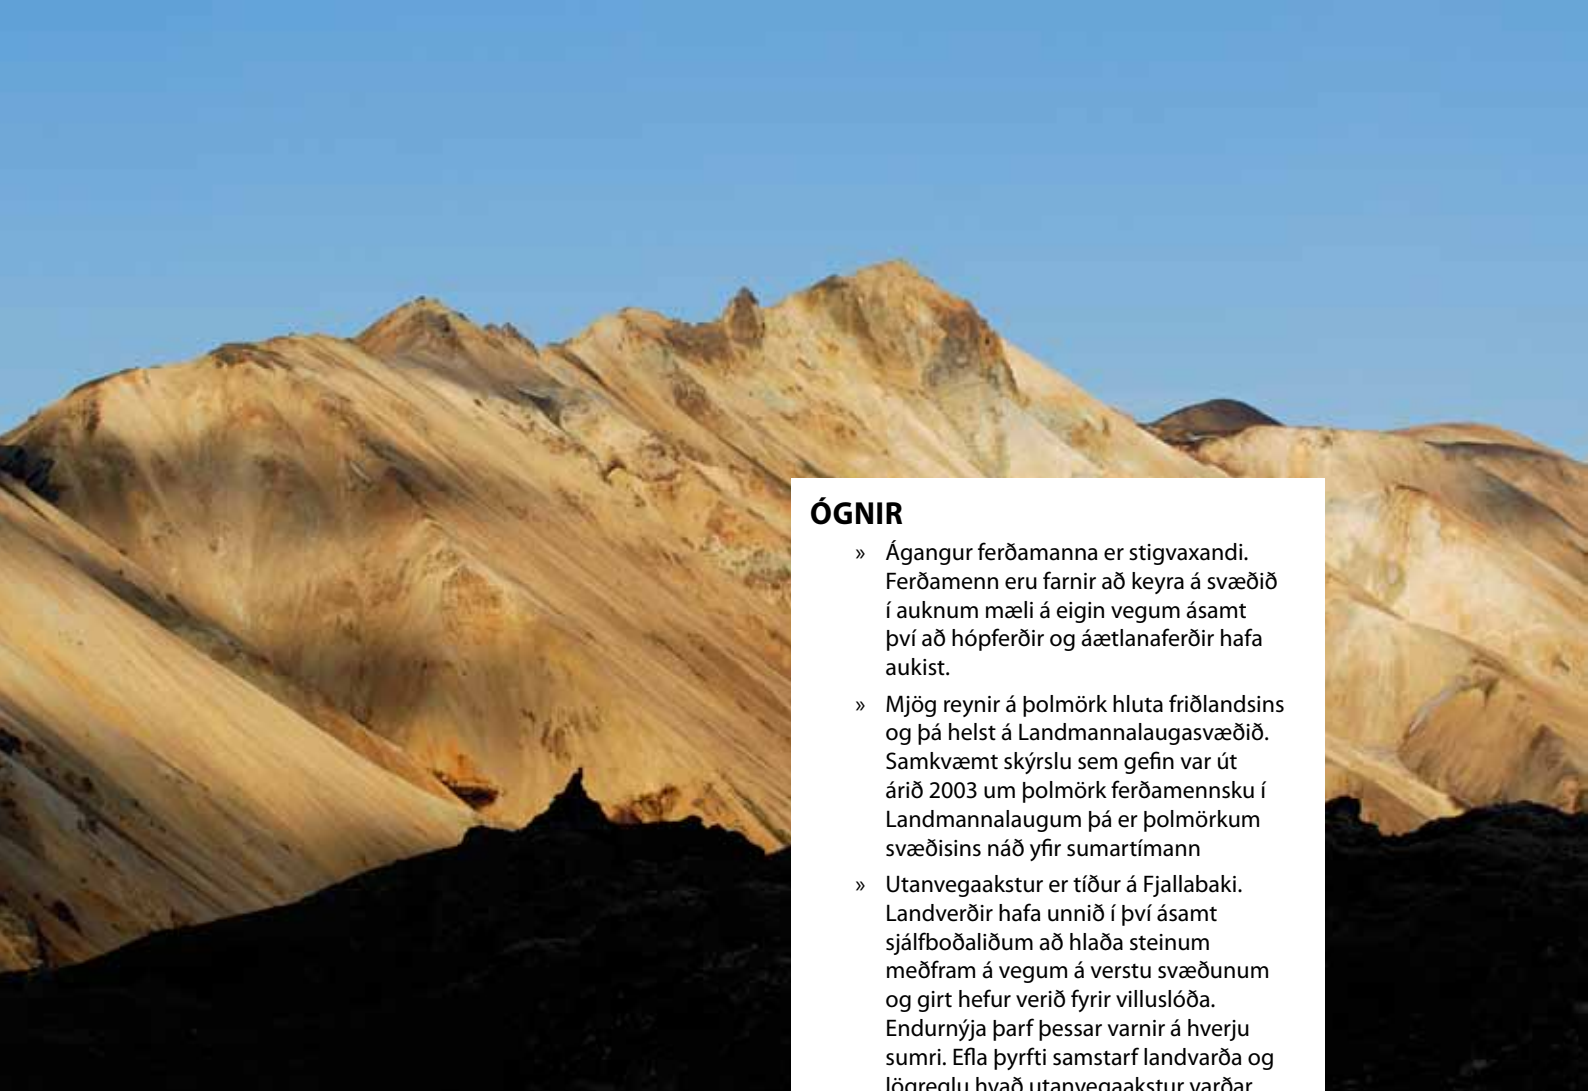 ÓGNIR
» Ágangur ferðamanna er stigvaxandi.
Ferðamenn eru farnir að keyra á svæðið
í auknum mæli á eigin vegum ásamt
því að hópferðir og áætlanaferðir hafa
aukist.
» Mjög reynir á þolmörk hluta friðlandsins
og þá helst á Landmannalaugasvæðið.
Samkvæmt skýrslu sem gefin var út
árið 2003 um þolmörk ferðamennsku í
Landmannalaugum þá er þolmörkum
svæðisins náð yfir sumartímann
» Utanvegaakstur er tíður á Fjallabaki.
Landverðir hafa unnið í því ásamt
sjálfboðaliðum að hlaða steinum
meðfram á vegum á verstu svæðunum
og girt hefur verið fyrir villuslóða.
Endurnýja þarf þessar varnir á hverju
sumri. Efla þyrfti samstarf landvarða og
lögreglu hvað utanvegaakstur varðar